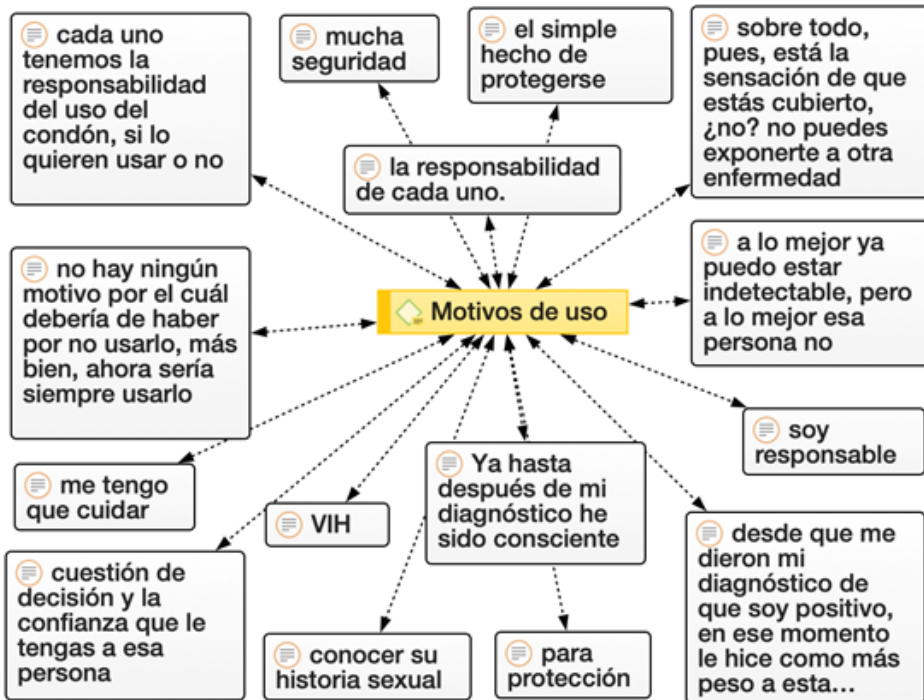 cada uno
tenemos la
responsabilidad
del uso del
condón, si lo
quieren usar o no
mucha
seguridad
el simple
hecho de
protegerse
sobre todo,
pues, está la
sensación de que
estás cubierto,
¿no? no puedes
exponerte a otra
enfermedad
la responsabilidad
de cada uno.
no hay ningún
motivo por el cuál
debería de haber
por no usarlo, más
bien, ahora sería
siempre usarlo
Motivos de uso
a lo mejor ya
puedo estar
indetectable, pero
a lo mejor esa
persona no
soy
responsable
me tengo
que cuidar
VIH
Ya hasta
después de mi
diagnóstico he
sido consciente
cuestión de
decisión y la
confianza que le
tengas a esa
persona
conocer su
historia sexual
para
protección
desde que me
dieron mi
diagnóstico de
que soy positivo,
en ese momento
le hice como más
peso a esta...